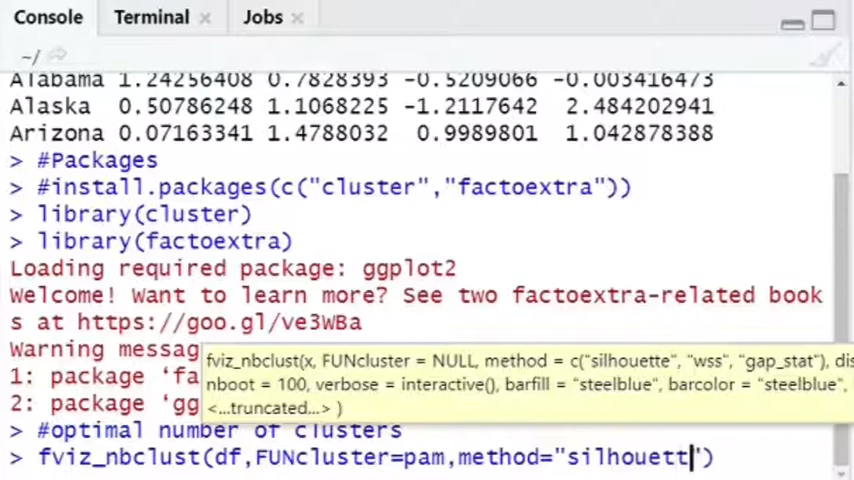 Console Terminal Jobs
~/
Alabama 1.24256408 0.7828393 -0.5209066 -0.003416473
Alaska 0.50786248 1.1068225 -1.2117642 2.484202941
Arizona 0.07163341 1.4788032 0.9989801 1.042878388
> #Packages
> #install.packages(c("cluster","factoextra"))
> library(cluster)
> library(factoextra)
Loading required package: ggplot2
Welcome! Want to learn more? See two factoextra-related book
s at https://goo.gl/ve3WBa
Warning messag
1: package ‘fa
2: package ‘gg
fviz_nbclust(x, FUNcluster = NULL, method = c("silhouette", "wss", "gap_stat"), dis
nboot = 100, verbose = interactive(), barfill = "steelblue", barcolor = "steelblue",
<...truncated...> )
> #optimal number of clusters
> fviz_nbclust(df,FUNcluster=pam,method="silhouett")